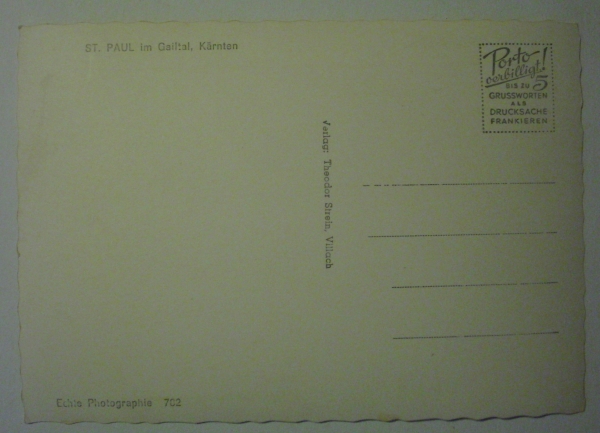 ST. PAUL im Gailtal, Kärnten
Porto
verbilligt!
BIS ZU 5
GRUSSWORTEN
ALS
DRUCKSACHE
FRANKIEREN
Verlag: Theodor Strein, Villach
Echte Photographie 702